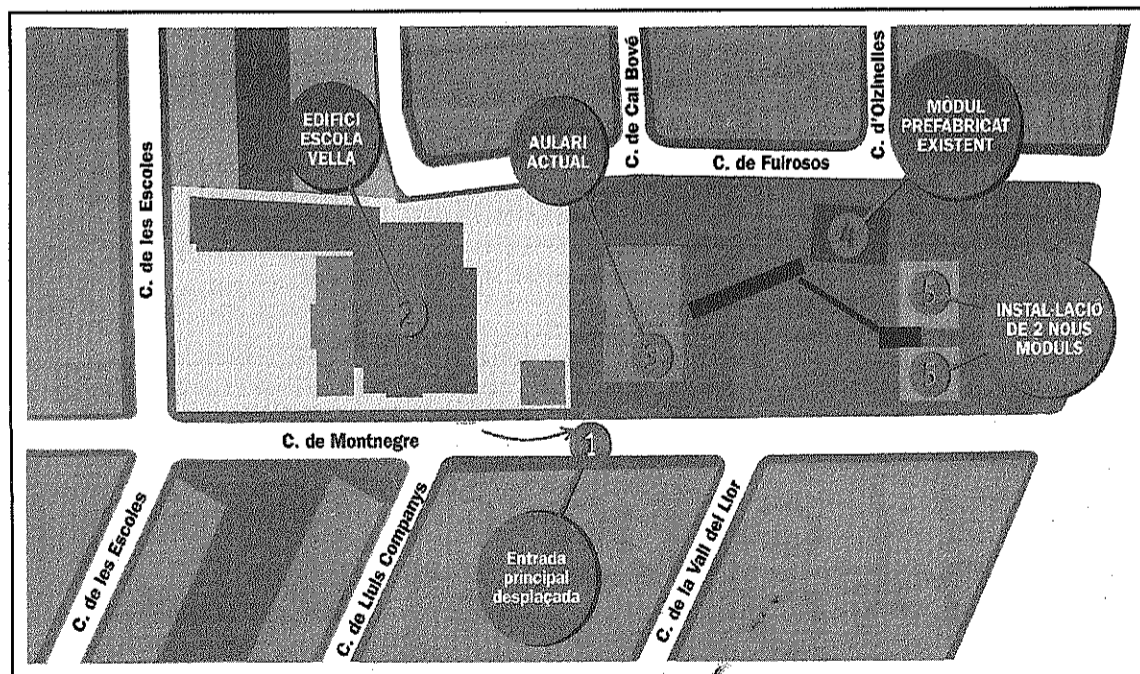 EDIFICI
ESCOLA
VELLA
AULARI
ACTUAL
C. de Cal Bové
C. d'Olzinelles
MÒDUL
PREFABRICAT
EXISTENT
C. de Fuirosos
C. de les Escoles
2
3
4
5
5
INSTAL·LACIÓ
DE 2 NOUS
MÒDULS
C. de Montnegre
1
Entrada
principal
desplaçada
C. de les Escoles
C. de Lluís Companys
C. de la Vall del Llor